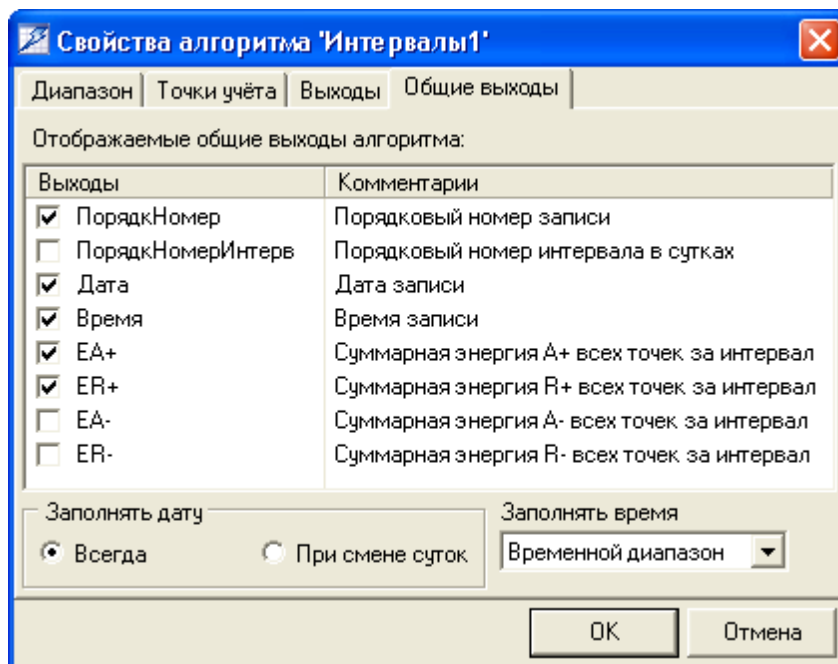 Свойства алгоритма 'Интервалы1'
Диапазон Точки учёта Выходы Общие выходы
Отображаемые общие выходы алгоритма:
Выходы Комментарии
ПорядкНомер Порядковый номер записи
ПорядкНомерИнтерв Порядковый номер интервала в сутках
Дата Дата записи
Время Время записи
EA+ Суммарная энергия A+ всех точек за интервал
ER+ Суммарная энергия R+ всех точек за интервал
EA- Суммарная энергия A- всех точек за интервал
ER- Суммарная энергия R- всех точек за интервал
Заполнять дату Заполнять время
Всегда При смене суток Временной диапазон
OK Отмена